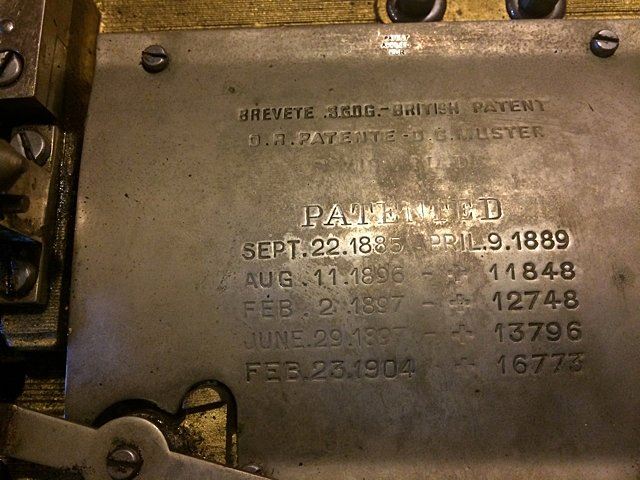 BREVETE .S.G.D.G.-BRITISH PATENT
D.R.PATENTE-D.G.MUSTER
PATENTED
SEPT.22.1885 APRIL.9.1889
AUG.11.1896 - + 11848
FEB.2.1897 - + 12748
JUNE.29.1897 - + 13796
FEB.23.1904 - + 16773